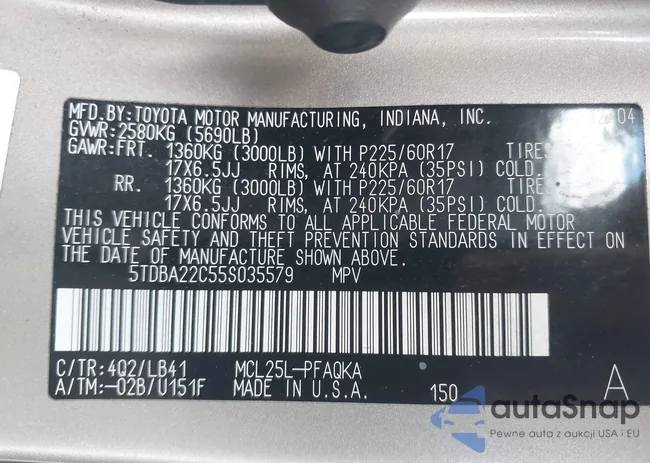 MFD.BY:TOYOTA MOTOR MANUFACTURING, INDIANA, INC.
GVWR:2580KG (5690LB)
GAWR:FRT. 1360KG (3000LB) WITH P225/60R17 TIRES
17X6.5JJ RIMS, AT 240KPA (35PSI) COLD.
RR. 1360KG (3000LB) WITH P225/60R17 TIRES
17X6.5JJ RIMS, AT 240KPA (35PSI) COLD.
THIS VEHICLE CONFORMS TO ALL APPLICABLE FEDERAL MOTOR
VEHICLE SAFETY AND THEFT PREVENTION STANDARDS IN EFFECT ON
THE DATE OF MANUFACTURE SHOWN ABOVE.
5TDBA22C55S035579 MPV
C/TR:4Q2/LB41 MCL25L-PFAQKA
A/TM:-02B/U151F MADE IN U.S.A. 150 A
autaSnap
Pewne auta z aukcji USA i EU